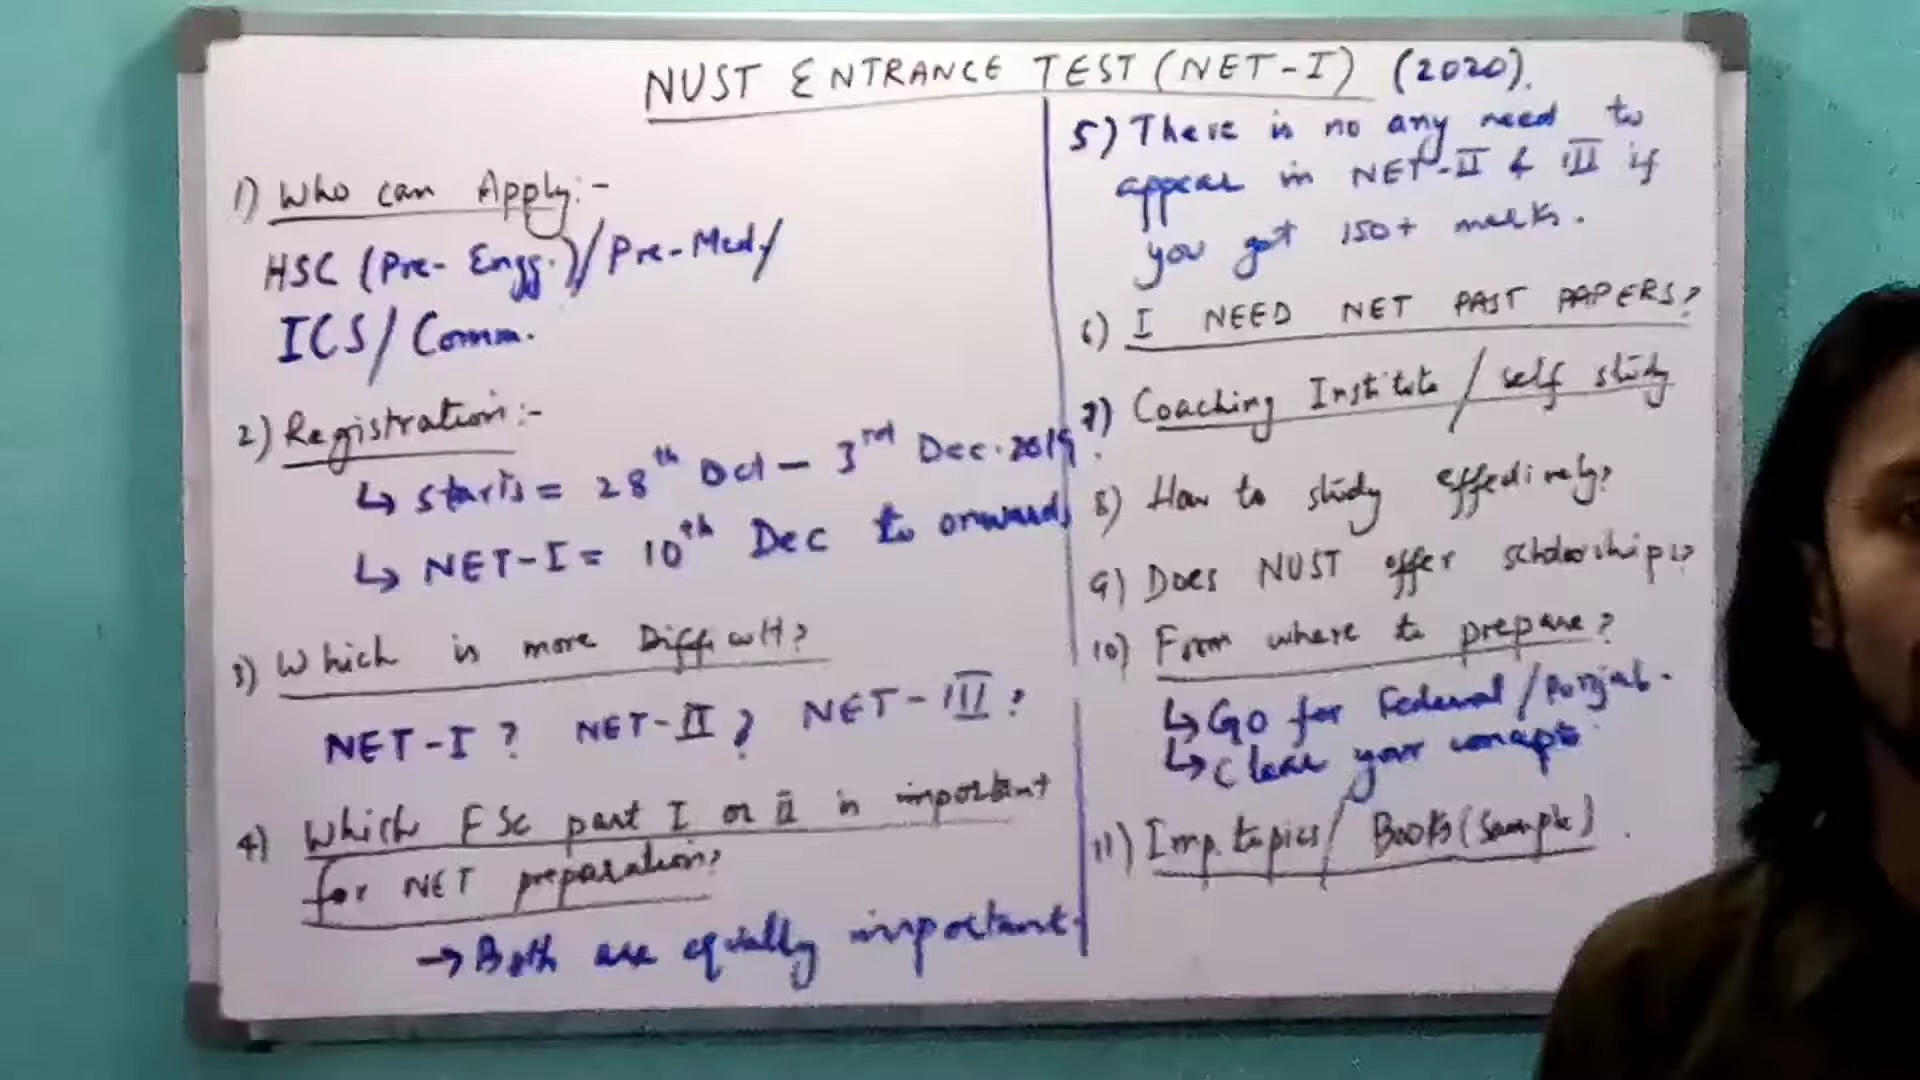 NUST ENTRANCE TEST (NET-I) (2020).
1) Who can Apply:-
HSC (Pre-Engg.)/Pre-Med/
ICS/Comm.
2) Registration:-
↳ starts = 28th Oct - 3rd Dec. 2019.
↳ NET-I = 10th Dec to onwards
3) Which is more Difficult?
NET-I ? NET-II ? NET-III ?
4) Which FSc part I or II is important
for NET preparation?
→ Both are equally important.
5) There is no any need to
appear in NET-II & III if
you got 150+ marks.
6) I NEED NET PAST PAPERS?
7) Coaching Institute / self study
8) How to study effectively?
9) Does NUST offer scholarships?
10) From where to prepare?
↳ Go for Federal/Punjab.
↳ Clear your concepts.
11) Imp. topics/ Books (Sample).